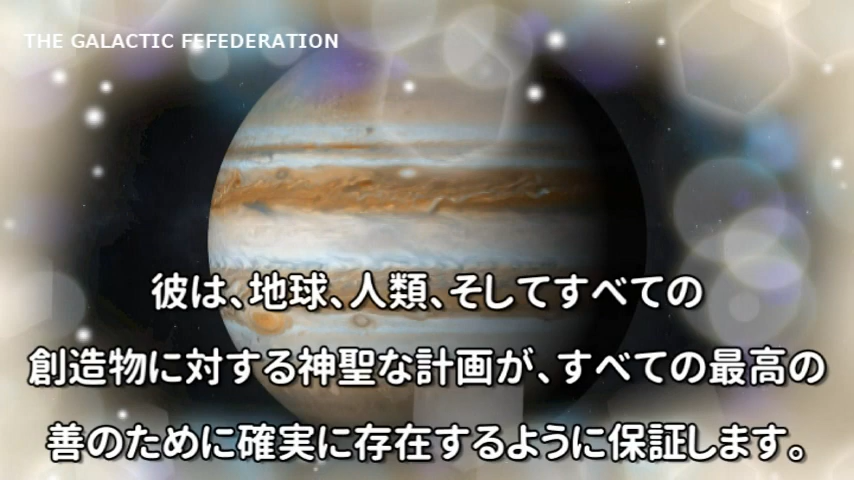 THE GALACTIC FEFEDERATION
彼は、地球、人類、そしてすべての
創造物に対する神聖な計画が、すべての最高の
善のために確実に存在するように保証します。